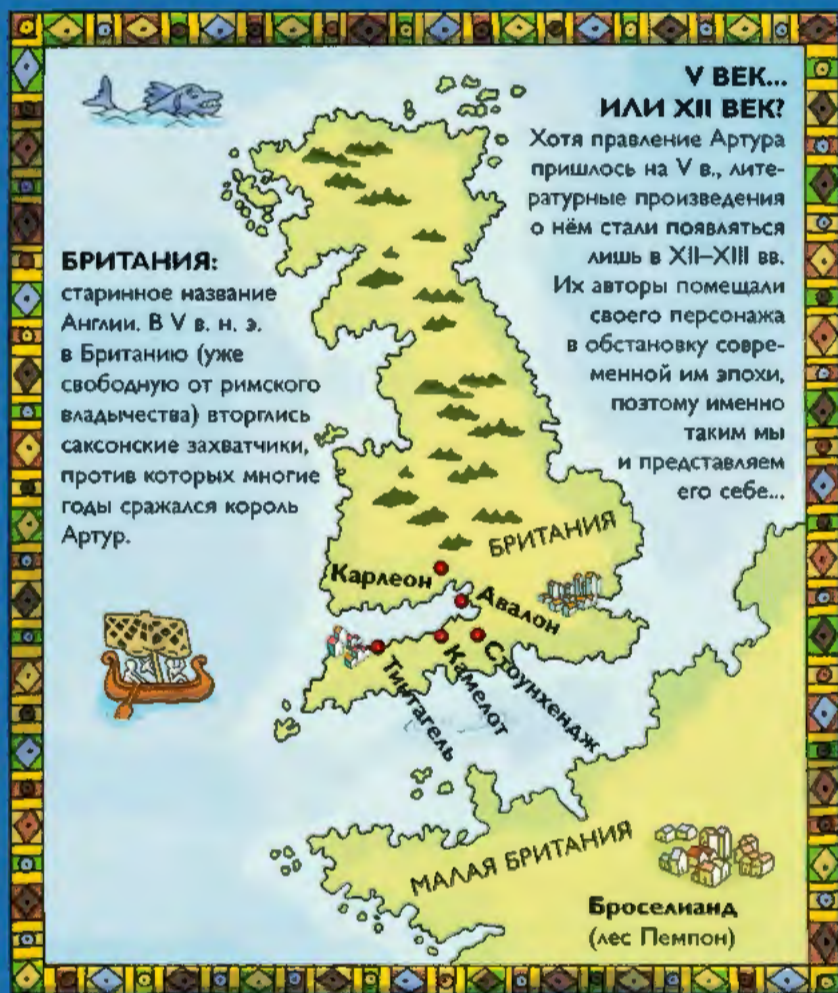 V ВЕК...
ИЛИ XII ВЕК?
Хотя правление Артура
пришлось на V в., лите-
ратурные произведения
о нём стали появляться
лишь в XII–XIII вв.
Их авторы помещали
своего персонажа
в обстановку совре-
менной им эпохи,
поэтому именно
таким мы
и представляем
его себе...
БРИТАНИЯ:
старинное название
Англии. В V в. н. э.
в Британию (уже
свободную от римского
владычества) вторглись
саксонские захватчики,
против которых многие
годы сражался король
Артур.
БРИТАНИЯ
Карлеон
Авалон
Тинтагель
Камелот
Стоунхендж
МАЛАЯ БРИТАНИЯ
Броселианд
(лес Пемпон)